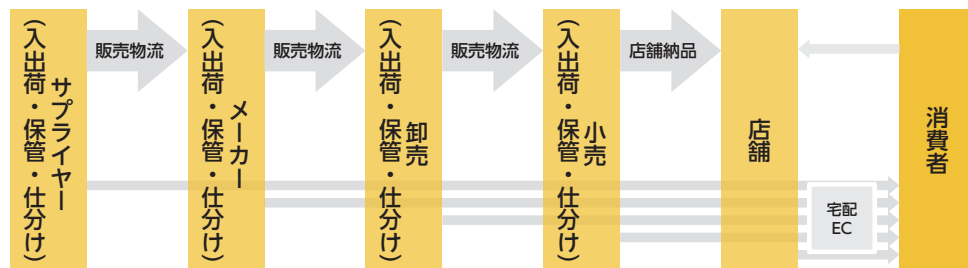 サプライヤー
(入出荷・保管・仕分け)
販売物流
メーカー
(入出荷・保管・仕分け)
販売物流
卸売
(入出荷・保管・仕分け)
販売物流
小売
(入出荷・保管・仕分け)
店舗納品
店舗
宅配
EC
消費者